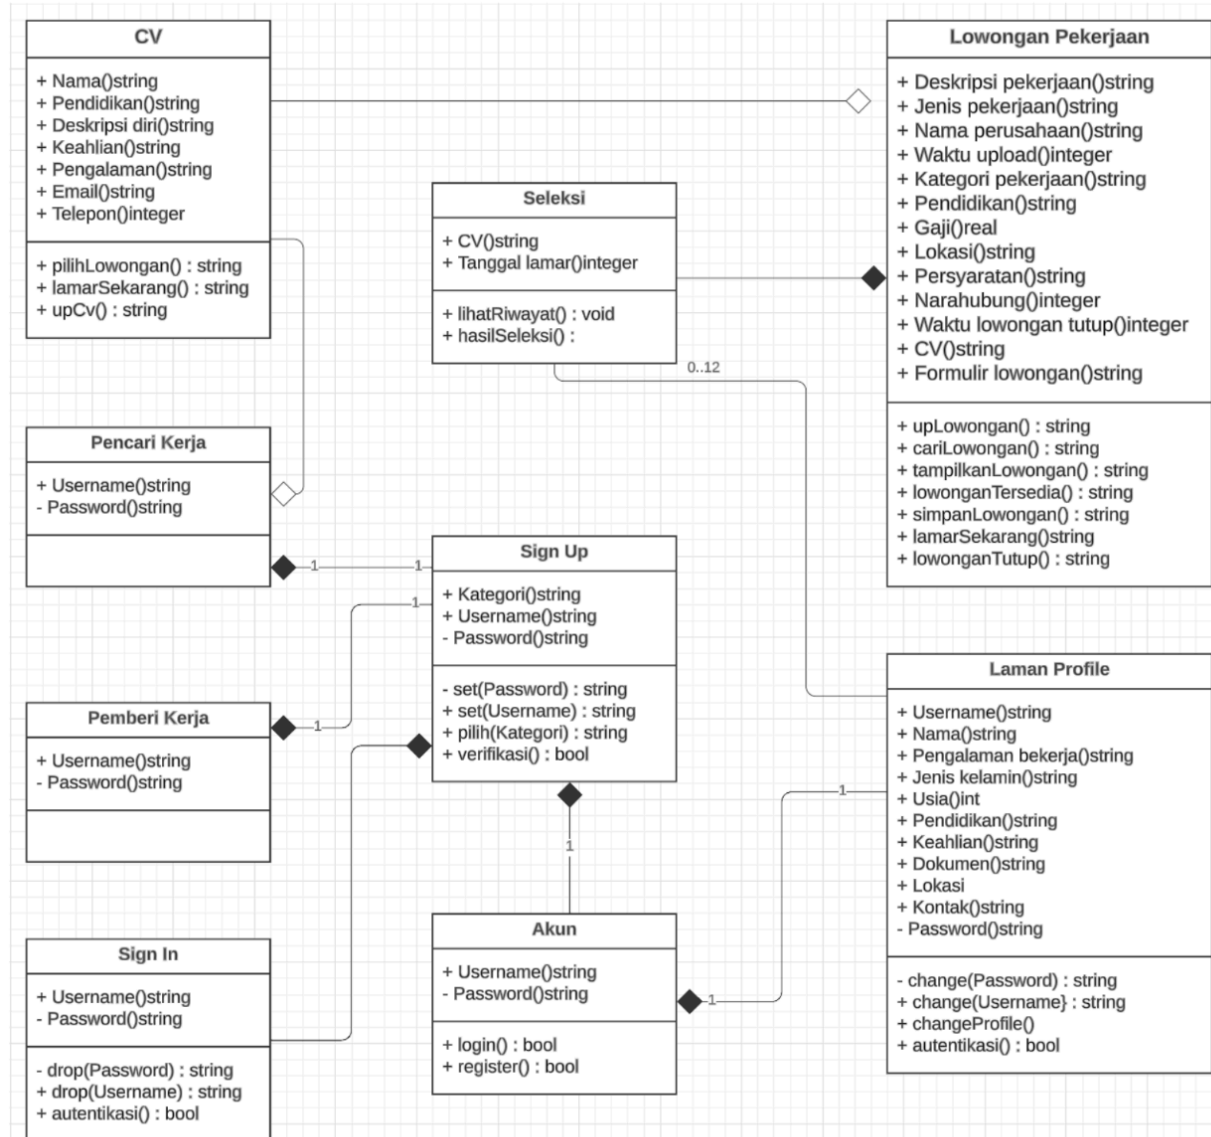 CV
+ Nama()string
+ Pendidikan()string
+ Deskripsi diri()string
+ Keahlian()string
+ Pengalaman()string
+ Email()string
+ Telepon()integer
+ pilihLowongan() : string
+ lamarSekarang() : string
+ upCv() : string
Lowongan Pekerjaan
+ Deskripsi pekerjaan()string
+ Jenis pekerjaan()string
+ Nama perusahaan()string
+ Waktu upload()integer
+ Kategori pekerjaan()string
+ Pendidikan()string
+ Gaji()real
+ Lokasi()string
+ Persyaratan()string
+ Narahubung()integer
+ Waktu lowongan tutup()integer
+ CV()string
+ Formulir lowongan()string
+ upLowongan() : string
+ cariLowongan() : string
+ tampilkanLowongan() : string
+ lowonganTersedia() : string
+ simpanLowongan() : string
+ lamarSekarang()string
+ lowonganTutup() : string
Seleksi
+ CV()string
+ Tanggal lamar()integer
+ lihatRiwayat() : void
+ hasilSeleksi() :
0..12
Pencari Kerja
+ Username()string
- Password()string
1
1
Sign Up
+ Kategori()string
+ Username()string
- Password()string
- set(Password) : string
+ set(Username) : string
+ pilih(Kategori) : string
+ verifikasi() : bool
1
1
Pemberi Kerja
+ Username()string
- Password()string
1
Laman Profile
+ Username()string
+ Nama()string
+ Pengalaman bekerja()string
+ Jenis kelamin()string
+ Usia()int
+ Pendidikan()string
+ Keahlian()string
+ Dokumen()string
+ Lokasi
+ Kontak()string
- Password()string
- change(Password) : string
+ change(Username} : string
+ changeProfile()
+ autentikasi() : bool
1
1
Akun
+ Username()string
- Password()string
+ login() : bool
+ register() : bool
Sign In
+ Username()string
- Password()string
- drop(Password) : string
+ drop(Username) : string
+ autentikasi() : bool